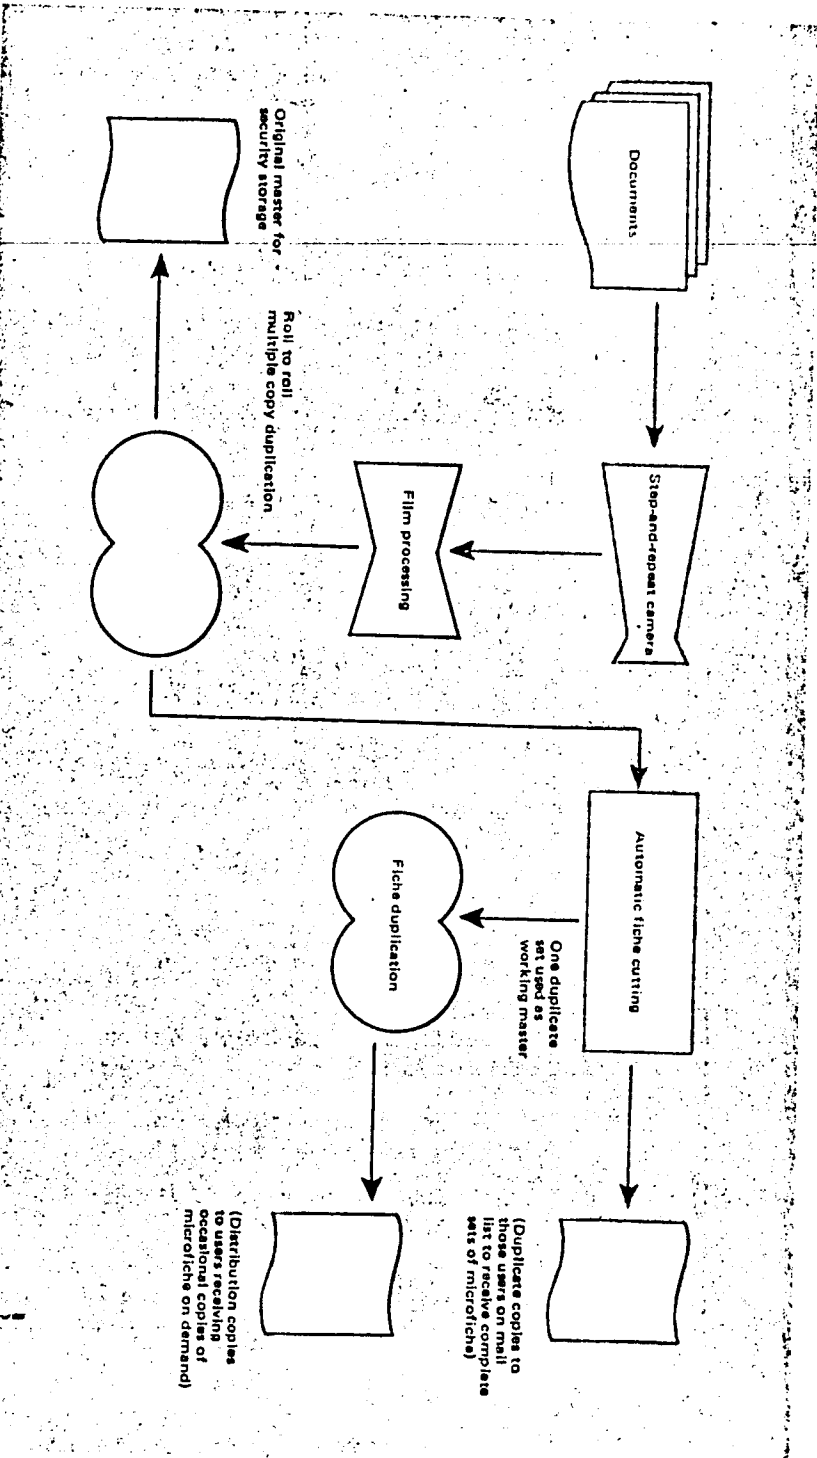 Documents
Step-and-repeat camera
Automatic fiche cutting
(Duplicate copies to
those users on mail
list to receive complete
sets of microfiche)
One duplicate
set used as
working master
Film processing
Fiche duplication
Original master for
security storage
Roll to roll
multiple copy duplication
(Distribution copies
to users receiving
occasional copies of
microfiche on demand)